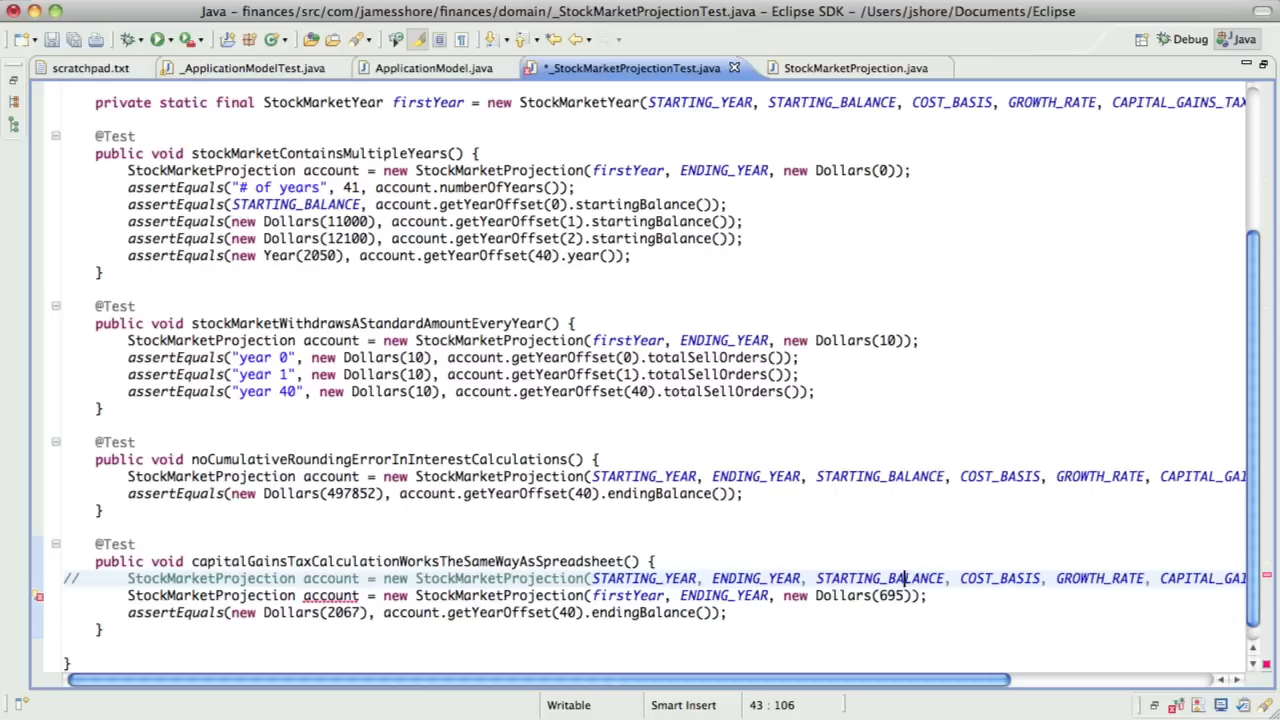 Java - finances/src/com/jamesshore/finances/domain/_StockMarketProjectionTest.java - Eclipse SDK - /Users/jshore/Documents/Eclipse
Debug Java
scratchpad.txt _ApplicationModelTest.java ApplicationModel.java *_StockMarketProjectionTest.java StockMarketProjection.java
private static final StockMarketYear firstYear = new StockMarketYear(STARTING_YEAR, STARTING_BALANCE, COST_BASIS, GROWTH_RATE, CAPITAL_GAINS_TAX
@Test
public void stockMarketContainsMultipleYears() {
StockMarketProjection account = new StockMarketProjection(firstYear, ENDING_YEAR, new Dollars(0));
assertEquals("# of years", 41, account.numberOfYears());
assertEquals(STARTING_BALANCE, account.getYearOffset(0).startingBalance());
assertEquals(new Dollars(11000), account.getYearOffset(1).startingBalance());
assertEquals(new Dollars(12100), account.getYearOffset(2).startingBalance());
assertEquals(new Year(2050), account.getYearOffset(40).year());
}
@Test
public void stockMarketWithdrawsAStandardAmountEveryYear() {
StockMarketProjection account = new StockMarketProjection(firstYear, ENDING_YEAR, new Dollars(10));
assertEquals("year 0", new Dollars(10), account.getYearOffset(0).totalSellOrders());
assertEquals("year 1", new Dollars(10), account.getYearOffset(1).totalSellOrders());
assertEquals("year 40", new Dollars(10), account.getYearOffset(40).totalSellOrders());
}
@Test
public void noCumulativeRoundingErrorInInterestCalculations() {
StockMarketProjection account = new StockMarketProjection(STARTING_YEAR, ENDING_YEAR, STARTING_BALANCE, COST_BASIS, GROWTH_RATE, CAPITAL_GAI
assertEquals(new Dollars(497852), account.getYearOffset(40).endingBalance());
}
@Test
public void capitalGainsTaxCalculationWorksTheSameWayAsSpreadsheet() {
// StockMarketProjection account = new StockMarketProjection(STARTING_YEAR, ENDING_YEAR, STARTING_BALANCE, COST_BASIS, GROWTH_RATE, CAPITAL_GAI
StockMarketProjection account = new StockMarketProjection(firstYear, ENDING_YEAR, new Dollars(695));
assertEquals(new Dollars(2067), account.getYearOffset(40).endingBalance());
}
}
Writable Smart Insert 43 : 106